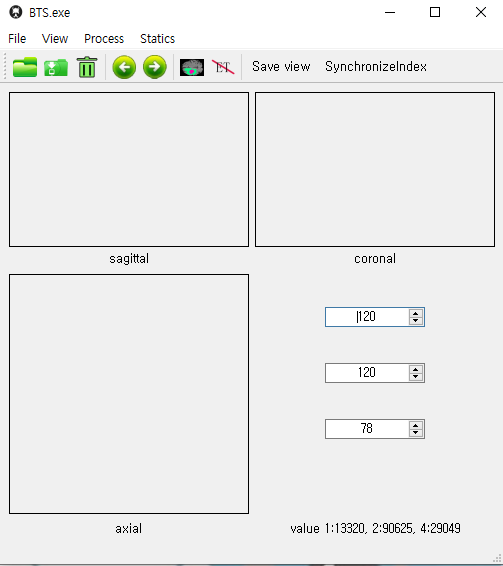 BTS.exe
File View Process Statics
ET Save view SynchronizeIndex
sagittal coronal
120
120
78
axial value 1:13320, 2:90625, 4:29049